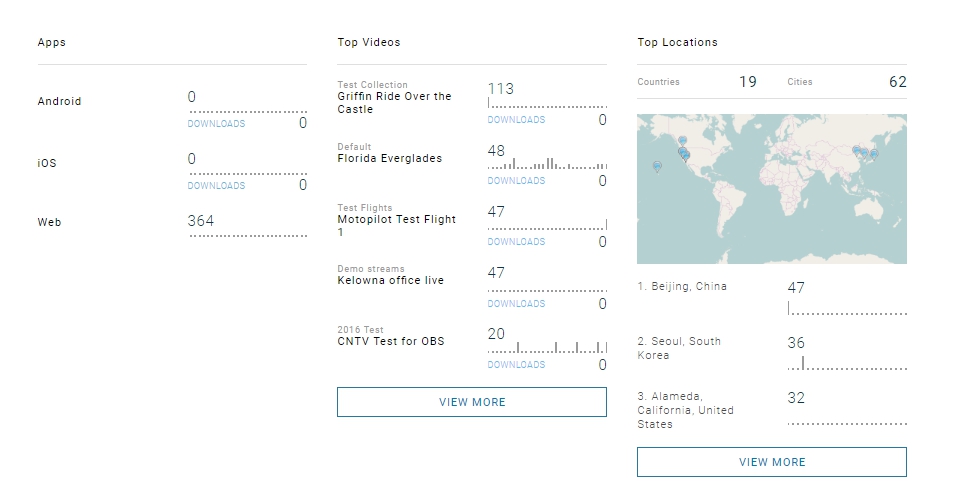 Apps
Android
0
DOWNLOADS 0
iOS
0
DOWNLOADS 0
Web
364
Top Videos
Test Collection
Griffin Ride Over the
Castle
113
DOWNLOADS 0
Default
Florida Everglades
48
DOWNLOADS 0
Test Flights
Motopilot Test Flight
1
47
DOWNLOADS 0
Demo streams
Kelowna office live
47
DOWNLOADS 0
2016 Test
CNTV Test for OBS
20
DOWNLOADS 0
VIEW MORE
Top Locations
Countries 19 Cities 62
1. Beijing, China
47
2. Seoul, South
Korea
36
3. Alameda,
California, United
States
32
VIEW MORE